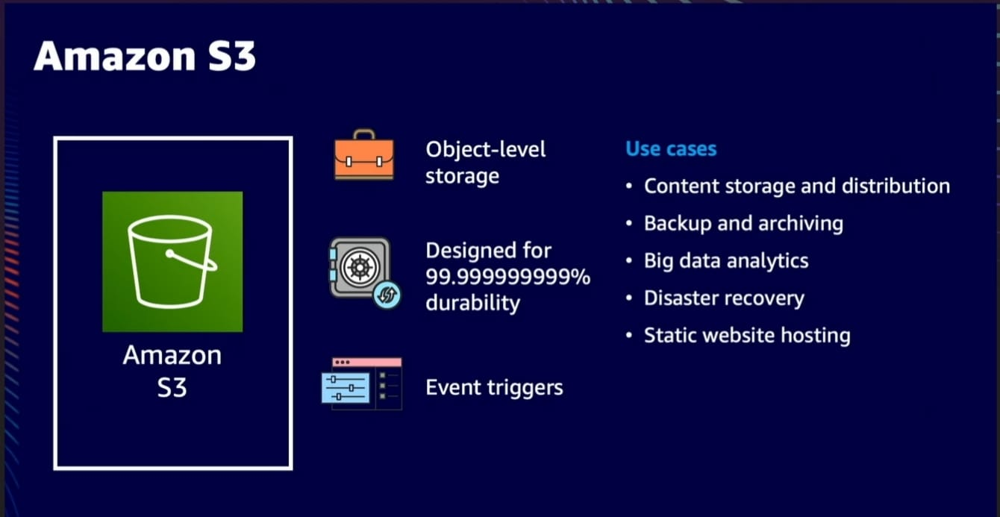 Amazon S3
Amazon
S3
Object-level
storage
Designed for
99.999999999%
durability
Event triggers
Use cases
• Content storage and distribution
• Backup and archiving
• Big data analytics
• Disaster recovery
• Static website hosting